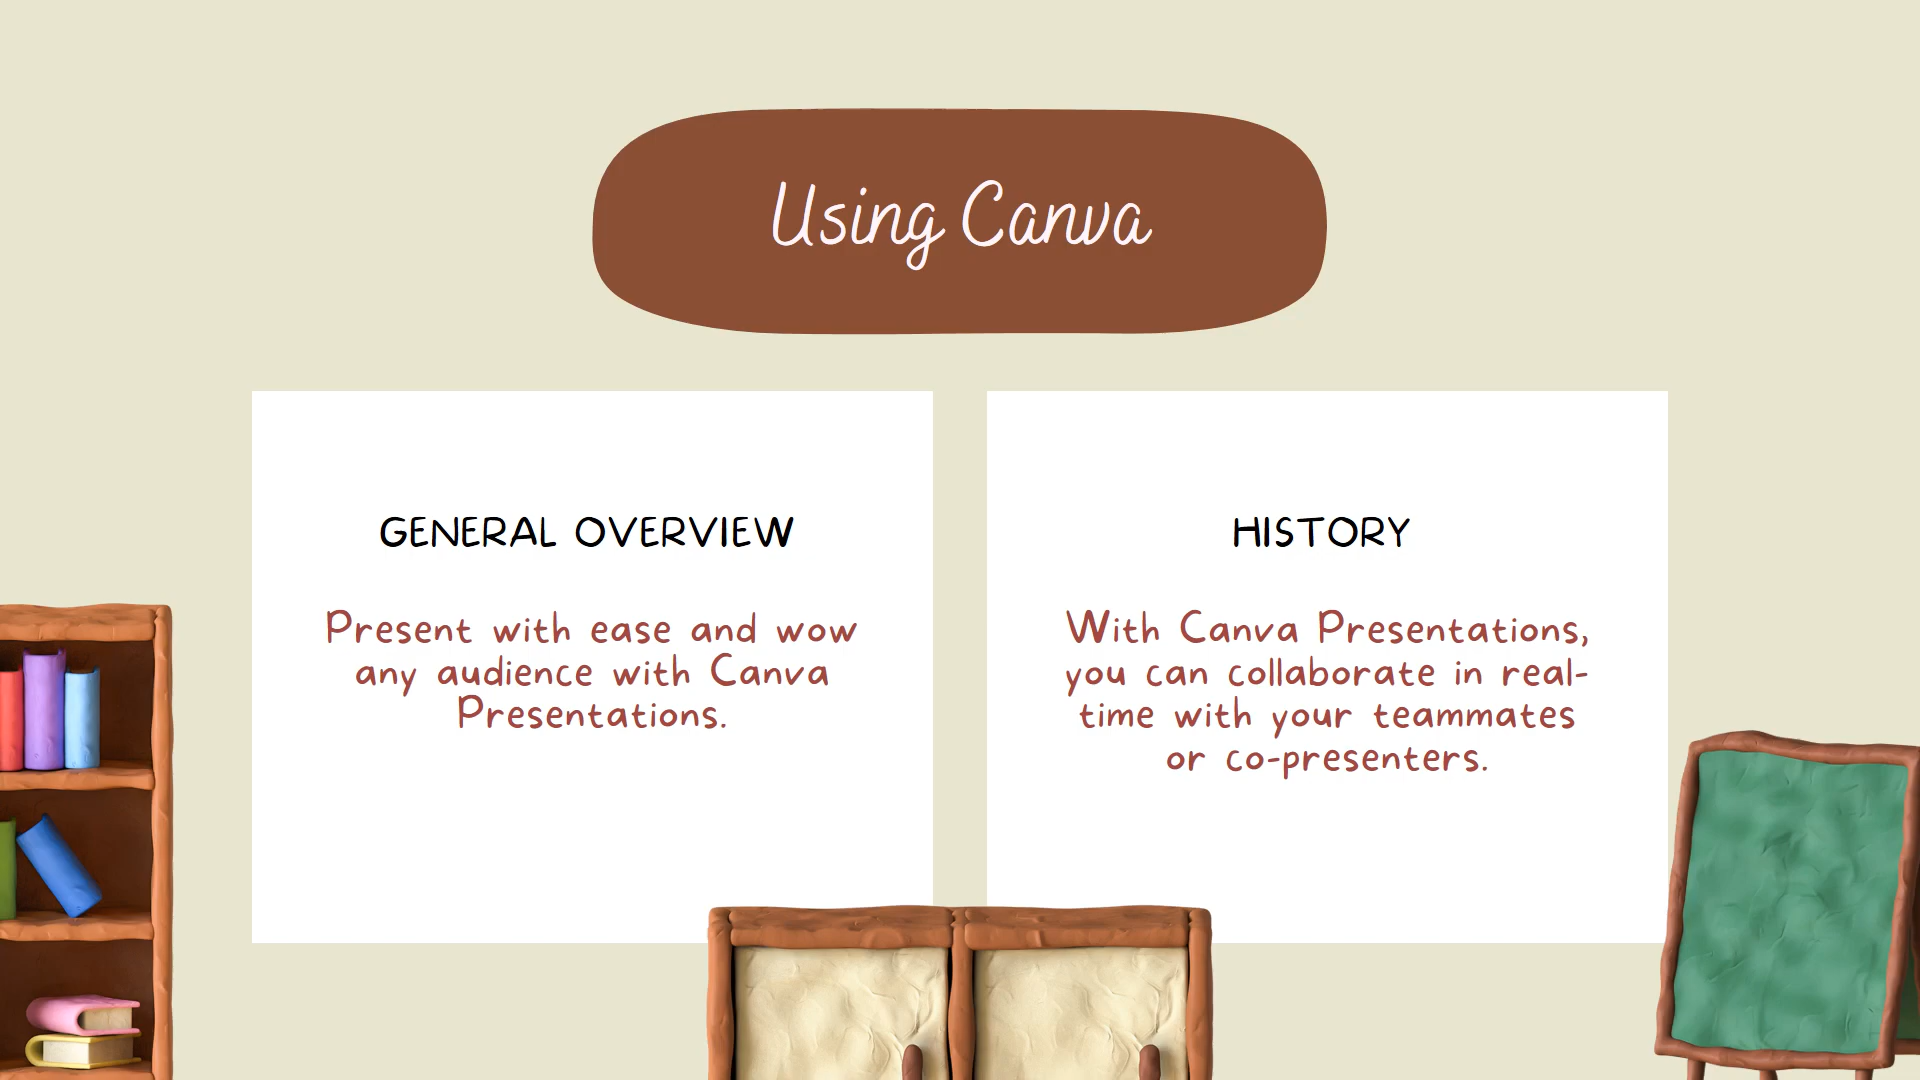 Using Canva
GENERAL OVERVIEW
Present with ease and wow
any audience with Canva
Presentations.
HISTORY
With Canva Presentations,
you can collaborate in real-
time with your teammates
or co-presenters.